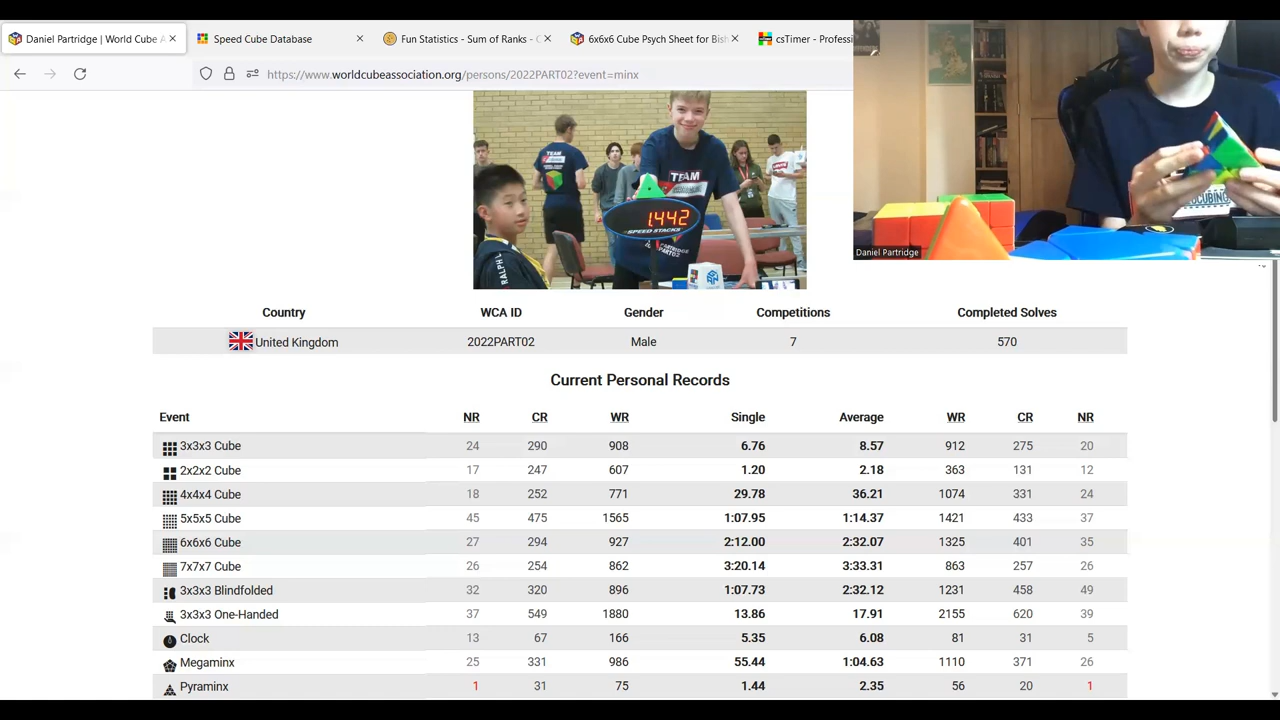 Daniel Partridge | World Cube A
Speed Cube Database
Fun Statistics - Sum of Ranks - C
6x6x6 Cube Psych Sheet for Bis
csTimer - Professi
https://www.worldcubeassociation.org/persons/2022PART02?event=minx
TEAM
TEAM
1.442
SPEED STACKS
PARTRIDGE
PART02
RALPH L
CUBING
Daniel Partridge
Country WCA ID Gender Competitions Completed Solves
United Kingdom 2022PART02 Male 7 570
Current Personal Records
Event NR CR WR Single Average WR CR NR
3x3x3 Cube 24 290 908 6.76 8.57 912 275 20
2x2x2 Cube 17 247 607 1.20 2.18 363 131 12
4x4x4 Cube 18 252 771 29.78 36.21 1074 331 24
5x5x5 Cube 45 475 1565 1:07.95 1:14.37 1421 433 37
6x6x6 Cube 27 294 927 2:12.00 2:32.07 1325 401 35
7x7x7 Cube 26 254 862 3:20.14 3:33.31 863 257 26
3x3x3 Blindfolded 32 320 896 1:07.73 2:32.12 1231 458 49
3x3x3 One-Handed 37 549 1880 13.86 17.91 2155 620 39
Clock 13 67 166 5.35 6.08 81 31 5
Megaminx 25 331 986 55.44 1:04.63 1110 371 26
Pyraminx 1 31 75 1.44 2.35 56 20 1